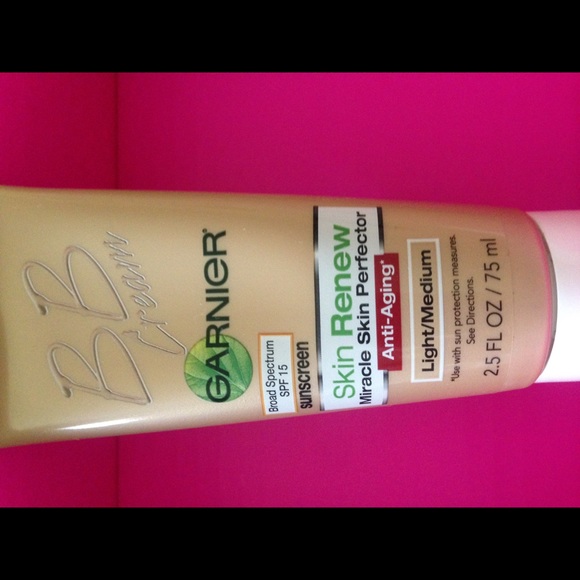 BB
Cream
GARNIER
Broad Spectrum
SPF 15
sunscreen
Skin Renew
Miracle Skin Perfector
Anti-Aging*
Light/Medium
*Use with sun protection measures.
See Directions.
2.5 FL OZ / 75 ml